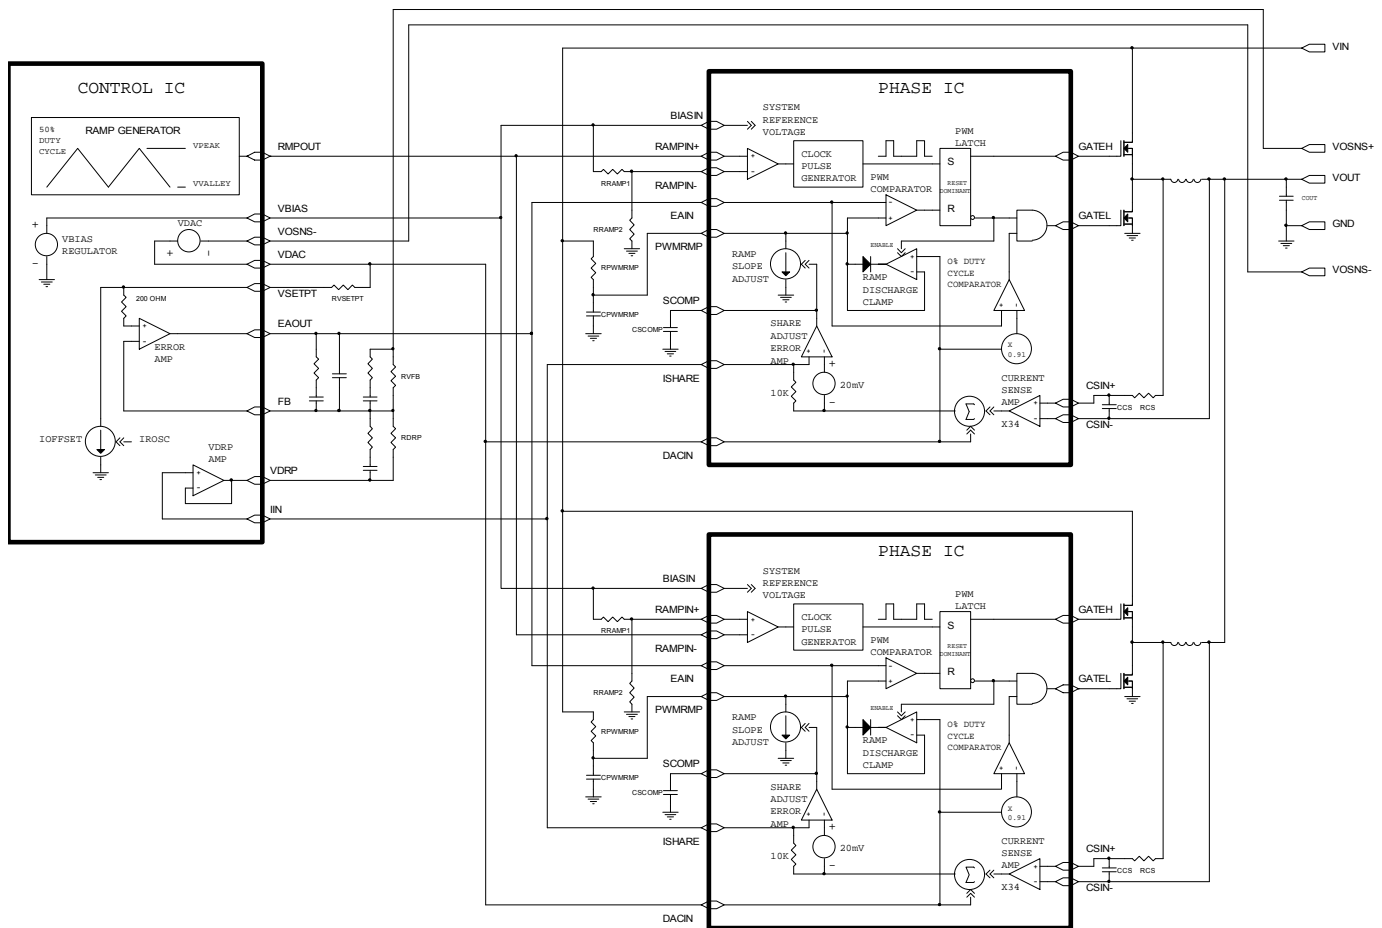 CONTROL IC
50%
DUTY
CYCLE
RAMP GENERATOR
VPEAK
VVALLEY
RMPOUT
VBIAS
VDAC
VOSNS-
+
-
+
-
VBIAS
REGULATOR
VDAC
VSETPT
RVSETPT
200 OHM
EAOUT
+
-
ERROR
AMP
RVFB
FB
IOFFSET
IROSC
VDRP
AMP
RDRP
+
-
VDRP
IIN
PHASE IC
BIASIN
SYSTEM
REFERENCE
VOLTAGE
RAMPIN+
+
-
CLOCK
PULSE
GENERATOR
PWM
LATCH
S
RESET
DOMINANT
R
GATEH
RRAMP1
RAMPIN-
PWM
COMPARATOR
EAIN
-
+
RRAMP2
GATEL
PWMRMP
RPWMRMP
RAMP
SLOPE
ADJUST
ENABLE
+
-
RAMP
DISCHARGE
CLAMP
0% DUTY
CYCLE
COMPARATOR
SCOMP
CPWMRMP
CSCOMP
SHARE
ADJUST
ERROR
AMP
+
-
+
-
+
-
X
0.91
ISHARE
10K
20mV
CURRENT
SENSE
AMP
X34
+
-
CSIN+
CCS
RCS
CSIN-
Σ
DACIN
VIN
VOSNS+
VOUT
COUT
GND
VOSNS-
PHASE IC
BIASIN
SYSTEM
REFERENCE
VOLTAGE
RAMPIN+
+
-
CLOCK
PULSE
GENERATOR
PWM
LATCH
S
RESET
DOMINANT
R
GATEH
RRAMP1
RAMPIN-
PWM
COMPARATOR
EAIN
-
+
RRAMP2
GATEL
PWMRMP
RPWMRMP
RAMP
SLOPE
ADJUST
ENABLE
+
-
RAMP
DISCHARGE
CLAMP
0% DUTY
CYCLE
COMPARATOR
SCOMP
CPWMRMP
CSCOMP
SHARE
ADJUST
ERROR
AMP
+
-
+
-
+
-
X
0.91
ISHARE
10K
20mV
CURRENT
SENSE
AMP
X34
+
-
CSIN+
CCS
RCS
CSIN-
Σ
DACIN